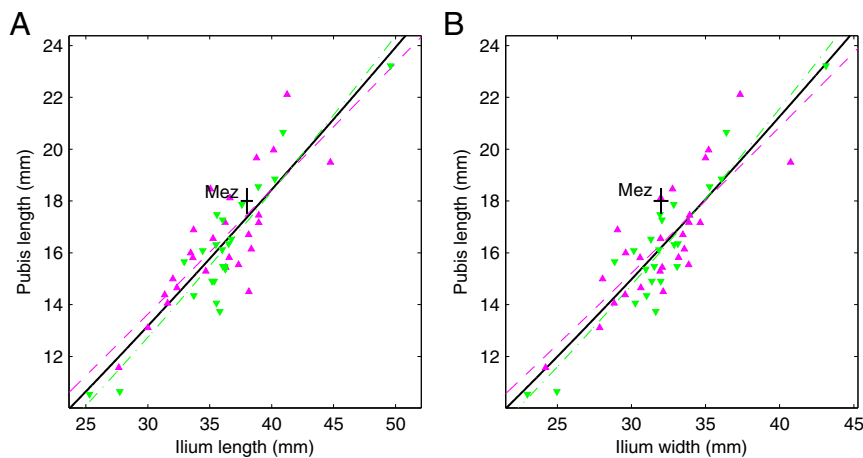 A
Pubis length (mm)
24
22
20
18
16
14
12
Mez
25 30 35 40 45 50
Ilium length (mm)
B
Pubis length (mm)
24
22
20
18
16
14
12
Mez
25 30 35 40 45
Ilium width (mm)